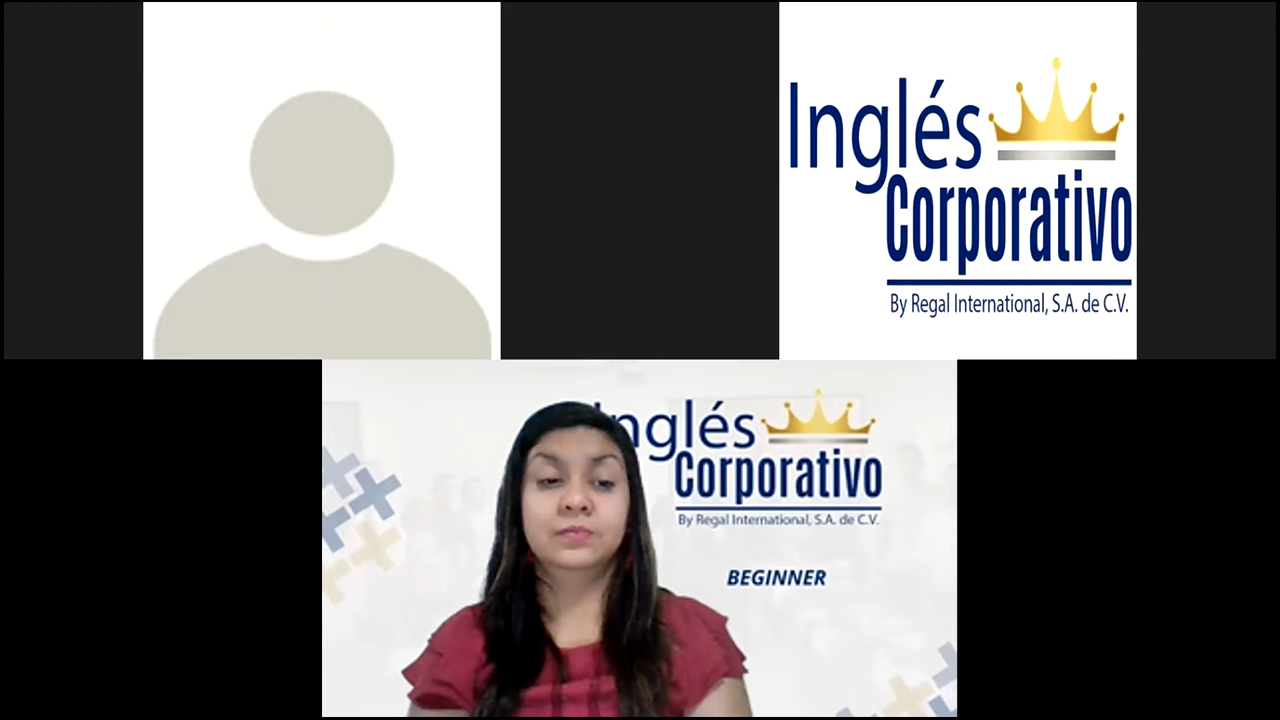 Inglés
Corporativo
By Regal International, S.A. de C.V.
Inglés
Corporativo
By Regal International, S.A. de C.V.
BEGINNER